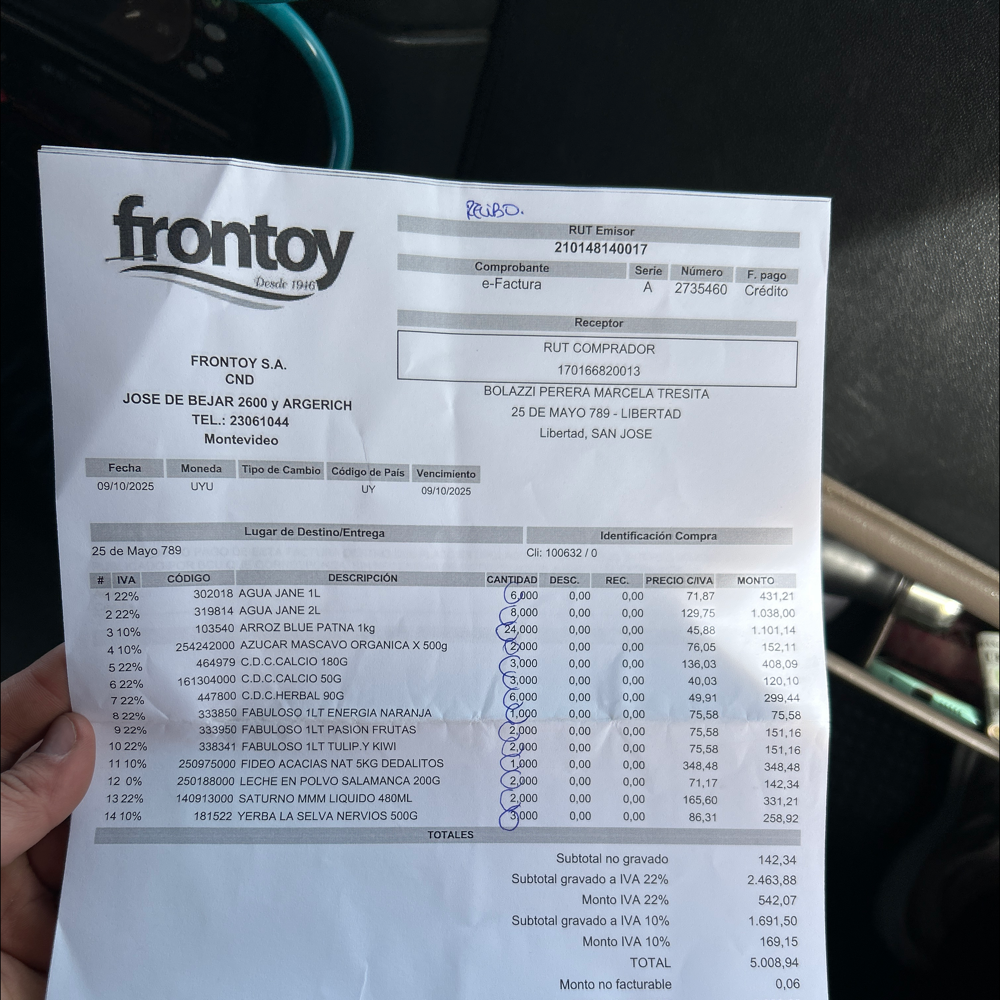 RECIBO.
frontoy
Desde 1946
RUT Emisor
210148140017
Comprobante Serie Número F. pago
e-Factura A 2735460 Crédito
Receptor
RUT COMPRADOR
170166820013
BOLAZZI PERERA MARCELA TRESITA
25 DE MAYO 789 - LIBERTAD
Libertad, SAN JOSE
FRONTOY S.A.
CND
JOSE DE BEJAR 2600 y ARGERICH
TEL.: 23061044
Montevideo
Fecha Moneda Tipo de Cambio Código de País Vencimiento
09/10/2025 UYU UY 09/10/2025
Lugar de Destino/Entrega Identificación Compra
25 de Mayo 789 Cli: 100632 / 0
# IVA CÓDIGO DESCRIPCIÓN CANTIDAD DESC. REC. PRECIO C/IVA MONTO
1 22% 302018 AGUA JANE 1L 6,000 0,00 0,00 71,87 431,21
2 22% 319814 AGUA JANE 2L 8,000 0,00 0,00 129,75 1.038,00
3 10% 103540 ARROZ BLUE PATNA 1kg 24,000 0,00 0,00 45,88 1.101,14
4 10% 254242000 AZUCAR MASCAVO ORGANICA X 500g 2,000 0,00 0,00 76,05 152,11
5 22% 464979 C.D.C.CALCIO 180G 3,000 0,00 0,00 136,03 408,09
6 22% 161304000 C.D.C.CALCIO 50G 3,000 0,00 0,00 40,03 120,10
7 22% 447800 C.D.C.HERBAL 90G 6,000 0,00 0,00 49,91 299,44
8 22% 333850 FABULOSO 1LT ENERGIA NARANJA 1,000 0,00 0,00 75,58 75,58
9 22% 333950 FABULOSO 1LT PASION FRUTAS 2,000 0,00 0,00 75,58 151,16
10 22% 338341 FABULOSO 1LT TULIP.Y KIWI 2,000 0,00 0,00 75,58 151,16
11 10% 250975000 FIDEO ACACIAS NAT 5KG DEDALITOS 1,000 0,00 0,00 348,48 348,48
12 0% 250188000 LECHE EN POLVO SALAMANCA 200G 2,000 0,00 0,00 71,17 142,34
13 22% 140913000 SATURNO MMM LIQUIDO 480ML 2,000 0,00 0,00 165,60 331,21
14 10% 181522 YERBA LA SELVA NERVIOS 500G 3,000 0,00 0,00 86,31 258,92
TOTALES
Subtotal no gravado 142,34
Subtotal gravado a IVA 22% 2.463,88
Monto IVA 22% 542,07
Subtotal gravado a IVA 10% 1.691,50
Monto IVA 10% 169,15
TOTAL 5.008,94
Monto no facturable 0,06